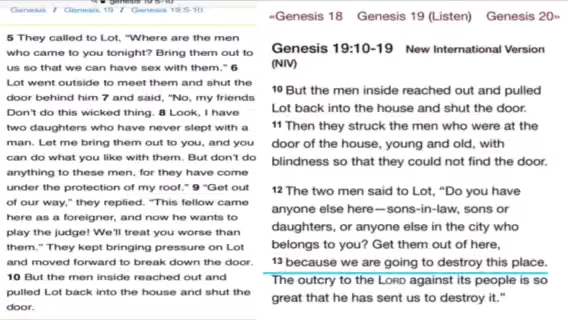 genesis 19:5-10
Genesis / Genesis 19 / Genesis 19:5-10
5 They called to Lot, “Where are the men
who came to you tonight? Bring them out to
us so that we can have sex with them.” 6
Lot went outside to meet them and shut the
door behind him 7 and said, “No, my friends
Don't do this wicked thing. 8 Look, I have
two daughters who have never slept with a
man. Let me bring them out to you, and you
can do what you like with them. But don't do
anything to these men, for they have come
under the protection of my roof.” 9 “Get out
of our way,” they replied. “This fellow came
here as a foreigner, and now he wants to
play the judge! We'll treat you worse than
them.” They kept bringing pressure on Lot
and moved forward to break down the door.
10 But the men inside reached out and
pulled Lot back into the house and shut the
door.
«Genesis 18 Genesis 19 (Listen) Genesis 20»
Genesis 19:10-19 New International Version
(NIV)
10 But the men inside reached out and pulled
Lot back into the house and shut the door.
11 Then they struck the men who were at the
door of the house, young and old, with
blindness so that they could not find the door.
12 The two men said to Lot, “Do you have
anyone else here—sons-in-law, sons or
daughters, or anyone else in the city who
belongs to you? Get them out of here,
13 because we are going to destroy this place.
The outcry to the LORD against its people is so
great that he has sent us to destroy it.”